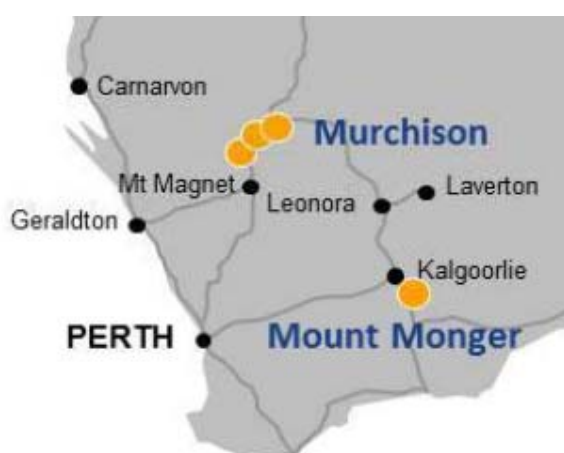 Carnarvon
Murchison
Mt Magnet
Laverton
Leonora
Geraldton
Kalgoorlie
PERTH
Mount Monger